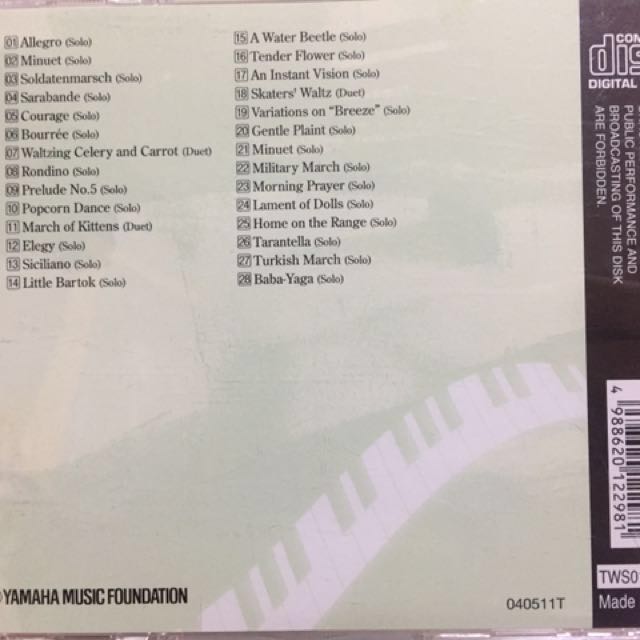 01 Allegro (Solo)
02 Minuet (Solo)
03 Soldatenmarsch (Solo)
04 Sarabande (Solo)
05 Courage (Solo)
06 Bourrée (Solo)
07 Waltzing Celery and Carrot (Duet)
08 Rondino (Solo)
09 Prelude No.5 (Solo)
10 Popcorn Dance (Solo)
11 March of Kittens (Duet)
12 Elegy (Solo)
13 Siciliano (Solo)
14 Little Bartok (Solo)
15 A Water Beetle (Solo)
16 Tender Flower (Solo)
17 An Instant Vision (Solo)
18 Skaters' Waltz (Duet)
19 Variations on "Breeze" (Solo)
20 Gentle Plaint (Solo)
21 Minuet (Solo)
22 Military March (Solo)
23 Morning Prayer (Solo)
24 Lament of Dolls (Solo)
25 Home on the Range (Solo)
26 Tarantella (Solo)
27 Turkish March (Solo)
28 Baba-Yaga (Solo)
COM
dis
DIGITAL
PUBLIC PERFORMANCE AND
BROADCASTING OF THIS DISK
ARE FORBIDDEN.
4 988620 122981
TWS0
Made
YAMAHA MUSIC FOUNDATION
040511T